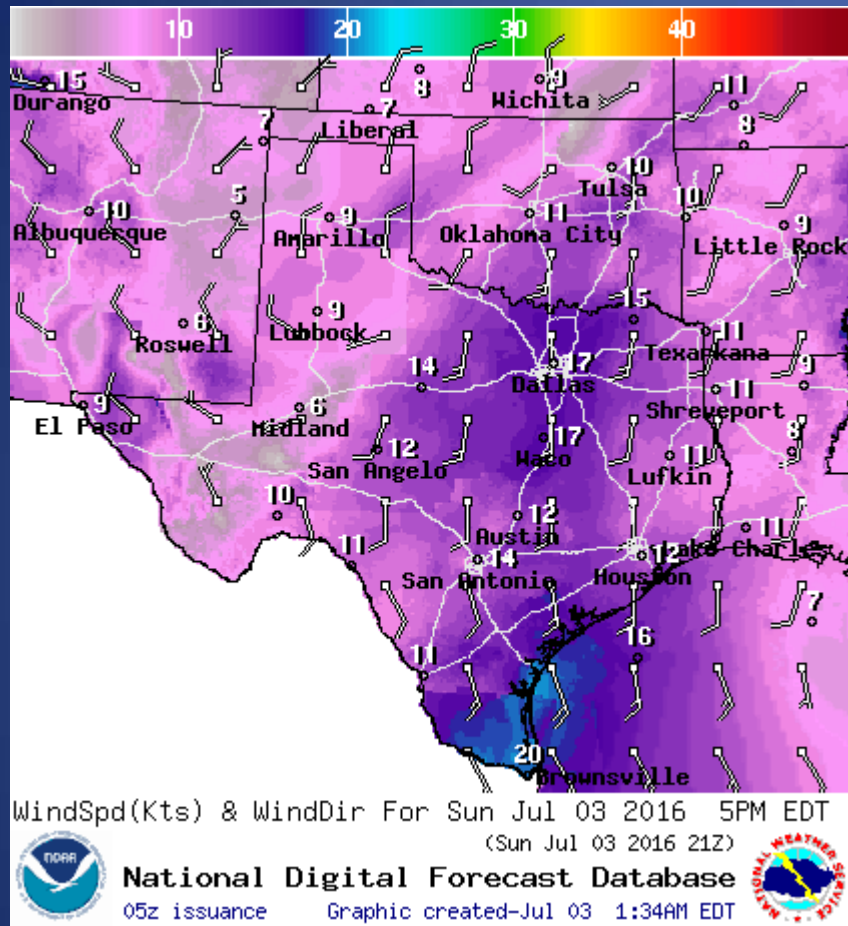 10 20 30 40
15 8 9 11
Durango Wichita
7 7 8
Liberal
10 5 9 11 10 10 9
Tulsa
Albuquerque Amarillo Oklahoma City Little Rock
6 9 15 11
Roswell Lubbock Texarkana
14 17 9
Dallas
9 6 11
El Paso Midland Shreveport
12 17 11 8
San Angelo Waco Lufkin
10 12 11
Austin Lake Charles
11 14 12
San Antonio Houston
7
11 16
20
Brownsville
WindSpd(Kts) & WindDir For Sun Jul 03 2016 5PM EDT
(Sun Jul 03 2016 21Z)
NOAA
National Digital Forecast Database
05z issuance Graphic created-Jul 03 1:34AM EDT
NATIONAL WEATHER SERVICE